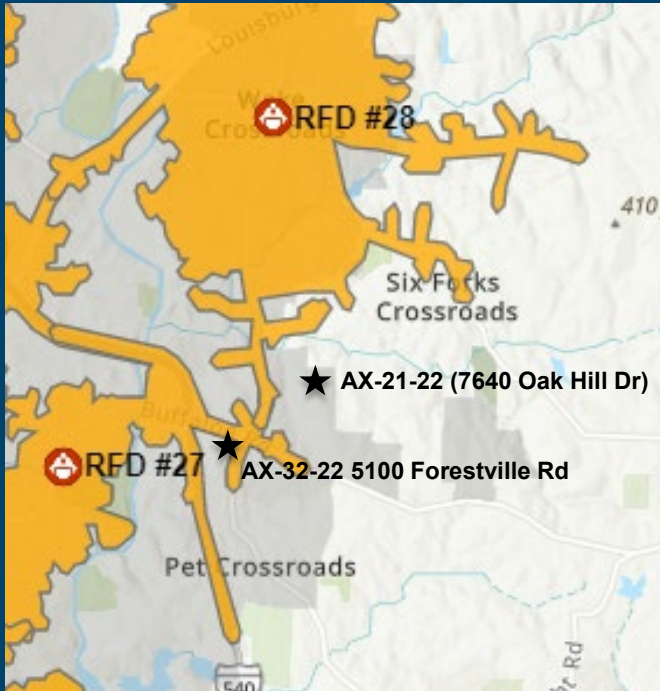 Louisburg
Wake
Crossroads
RFD #28
410
Six Forks
Crossroads
AX-21-22 (7640 Oak Hill Dr)
Buffaloe
RFD #27
AX-32-22 5100 Forestville Rd
Pet Crossroads
540
Rd